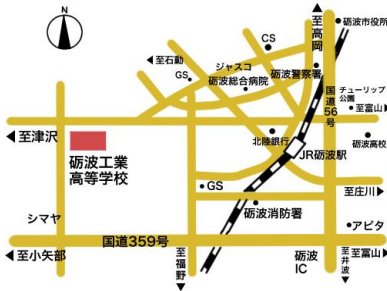 N
至高岡
砺波市役所
CS
至石動
ジャスコ
GS
砺波総合病院
砺波警察署
チューリップ
公園
至富山
国道56号
至津沢
北陸銀行
砺波高校
JR砺波駅
砺波工業
高等学校
GS
至庄川
砺波消防署
シマヤ
アピタ
国道359号
至小矢部
至福野
砺波
IC
至井波
至富山